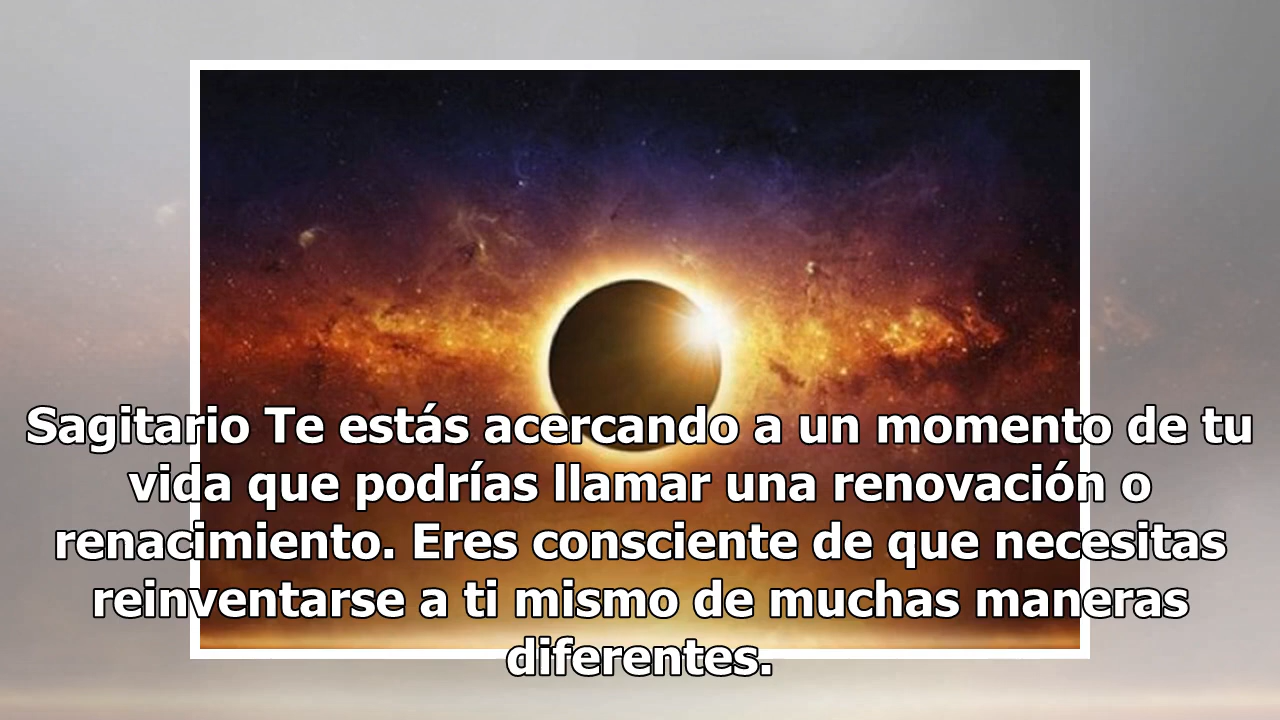 Sagitario Te estás acercando a un momento de tu
vida que podrías llamar una renovación o
renacimiento. Eres consciente de que necesitas
reinventarse a ti mismo de muchas maneras
diferentes.